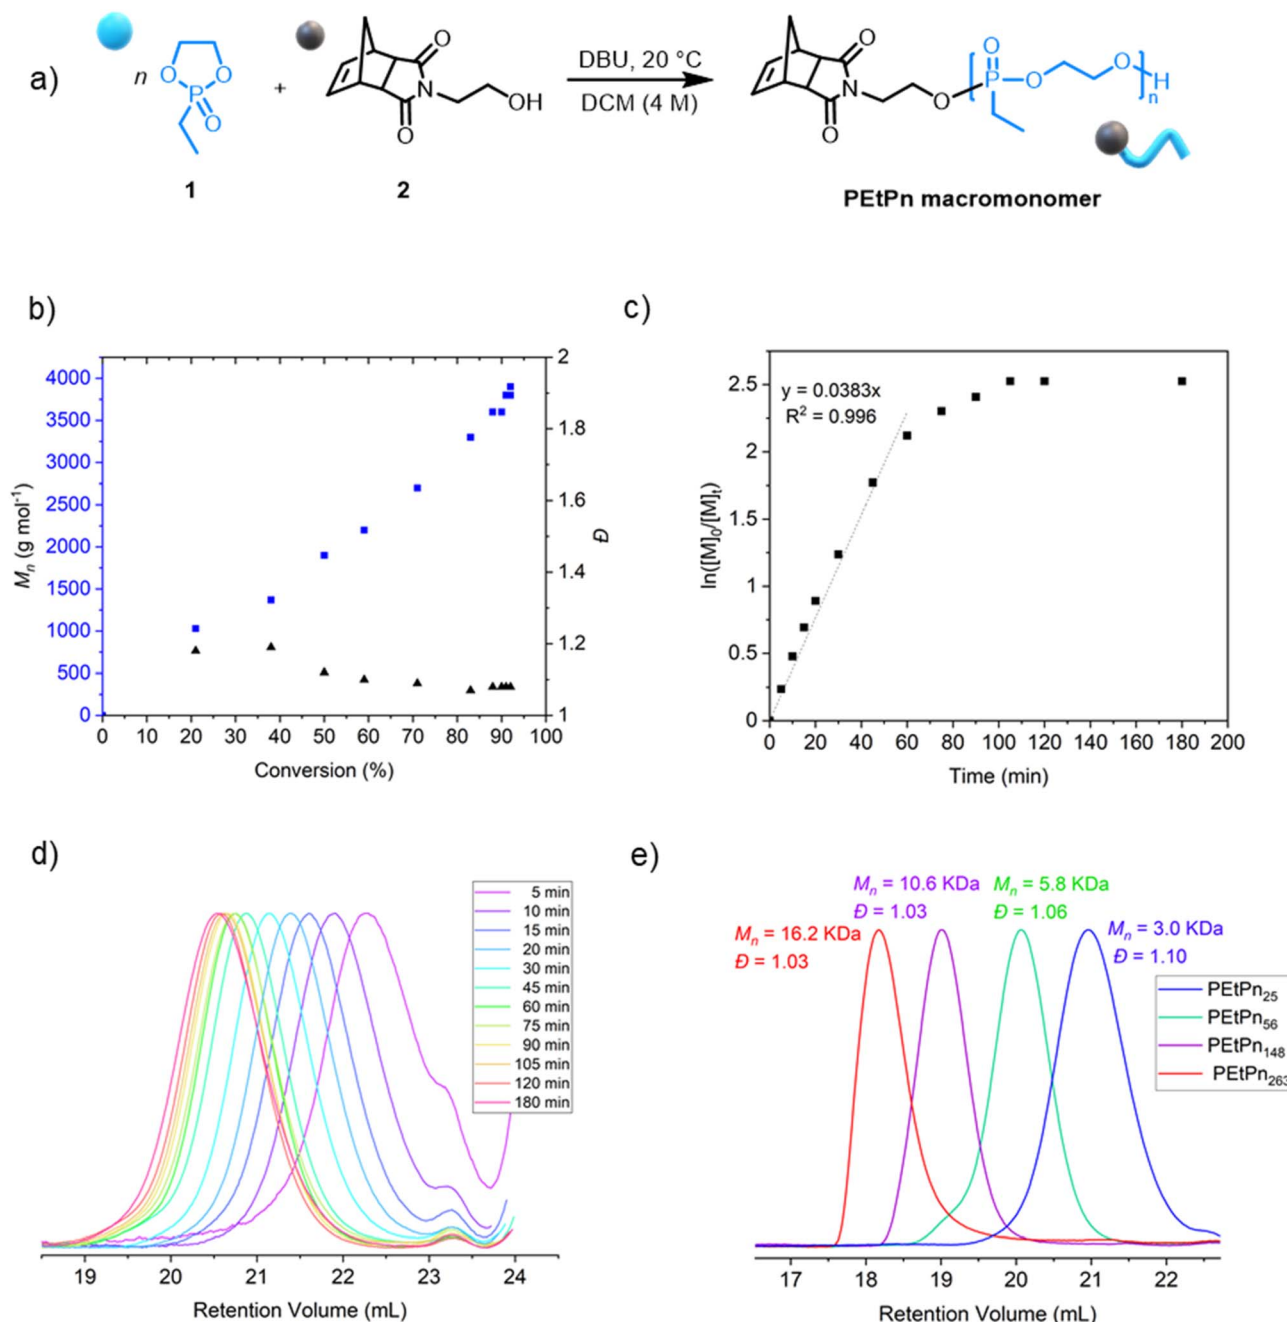 a)
n
O
O
P
O
1
+
O
N
O
OH
2
DBU, 20 °C
DCM (4 M)
O
N
O
O
O
P
O
O
H
n
PEtPn macromonomer
b)
Mn (g mol-1)
4000
3500
3000
2500
2000
1500
1000
500
0
2
1.8
1.6
1.4
1.2
1
Đ
0 10 20 30 40 50 60 70 80 90 100
Conversion (%)
c)
ln([M]0/[M]t)
2.5
2
1.5
1
0.5
0
y = 0.0383x
R2 = 0.996
0 20 40 60 80 100 120 140 160 180 200
Time (min)
d)
5 min
10 min
15 min
20 min
30 min
45 min
60 min
75 min
90 min
105 min
120 min
180 min
19 20 21 22 23 24
Retention Volume (mL)
e)
Mn = 16.2 KDa
Đ = 1.03
Mn = 10.6 KDa
Đ = 1.03
Mn = 5.8 KDa
Đ = 1.06
Mn = 3.0 KDa
Đ = 1.10
PEtPn25
PEtPn56
PEtPn148
PEtPn263
17 18 19 20 21 22
Retention Volume (mL)